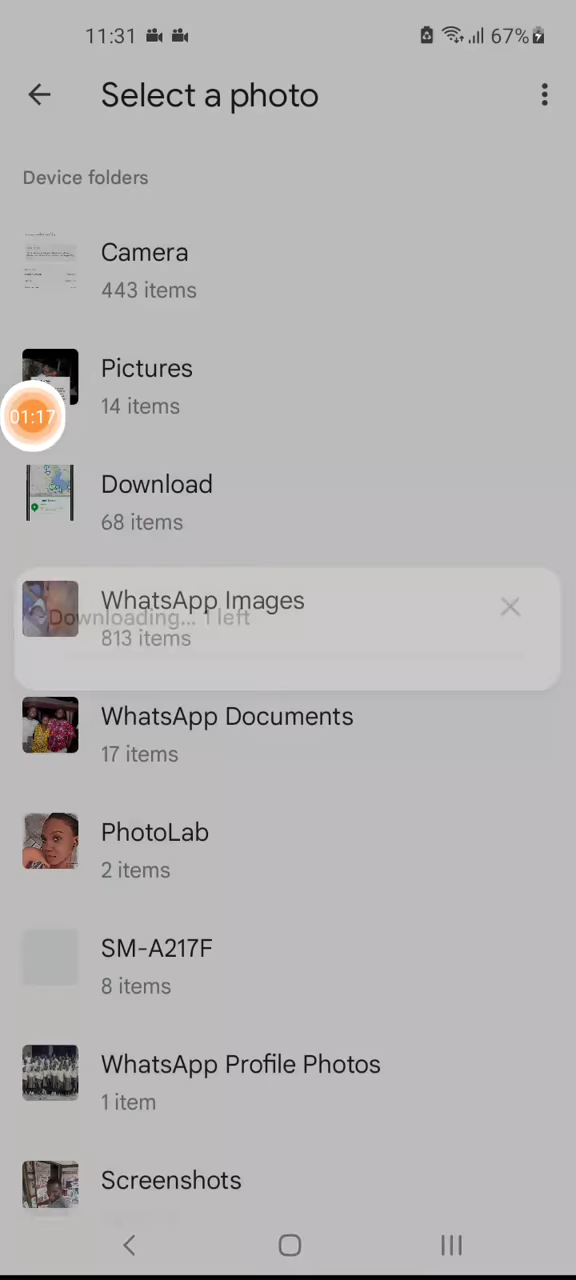 11:31
67%
Select a photo
Device folders
Camera
443 items
Pictures
14 items
01:17
Download
68 items
WhatsApp Images
Downloading... 1 left
813 items
WhatsApp Documents
17 items
PhotoLab
2 items
SM-A217F
8 items
WhatsApp Profile Photos
1 item
Screenshots